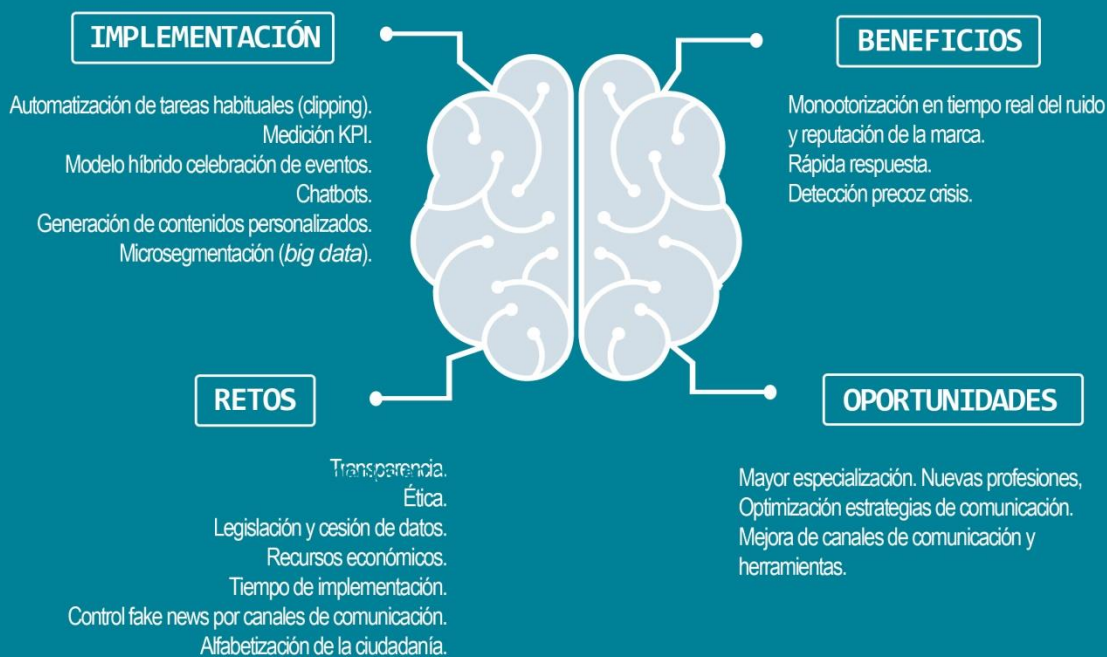 IMPLEMENTACIÓN
Automatización de tareas habituales (clipping).
Medición KPI.
Modelo híbrido celebración de eventos.
Chatbots.
Generación de contenidos personalizados.
Microsegmentación (big data).
BENEFICIOS
Monootorización en tiempo real del ruido
y reputación de la marca.
Rápida respuesta.
Detección precoz crisis.
RETOS
Transparencia.
Ética.
Legislación y cesión de datos.
Recursos económicos.
Tiempo de implementación.
Control fake news por canales de comunicación.
Alfabetización de la ciudadanía.
OPORTUNIDADES
Mayor especialización. Nuevas profesiones,
Optimización estrategias de comunicación.
Mejora de canales de comunicación y
herramientas.